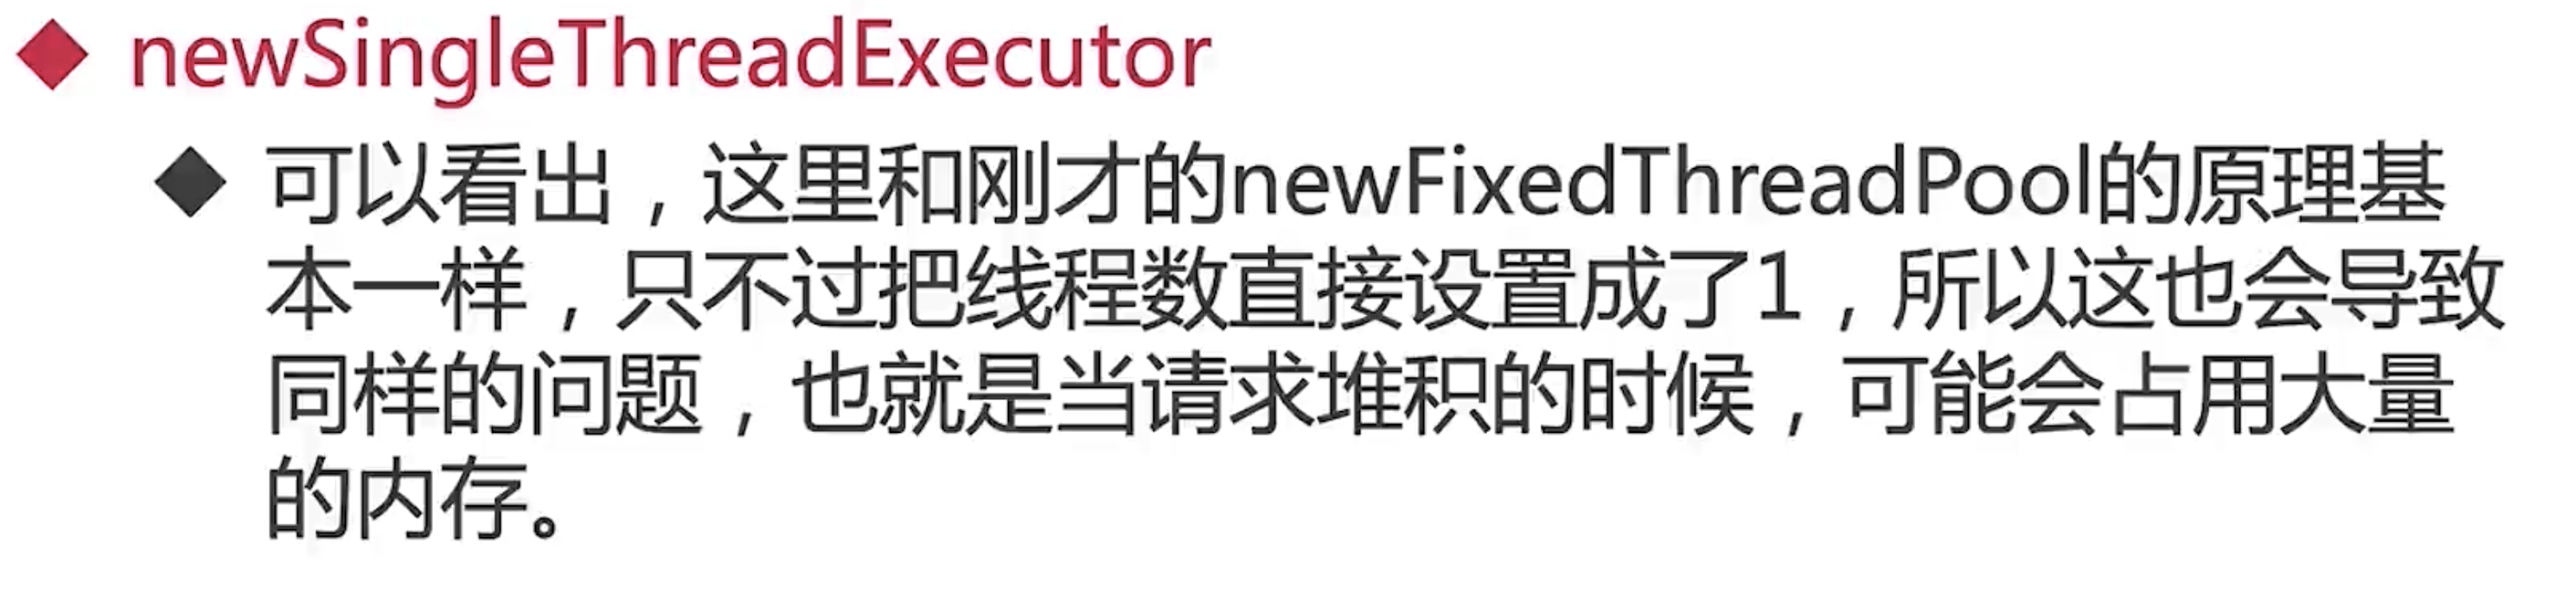 ◆ newSingleThreadExecutor
◆ 可以看出，这里和刚才的newFixedThreadPool的原理基
本一样，只不过把线程数直接设置成了1，所以这也会导致
同样的问题，也就是当请求堆积的时候，可能会占用大量
的内存。